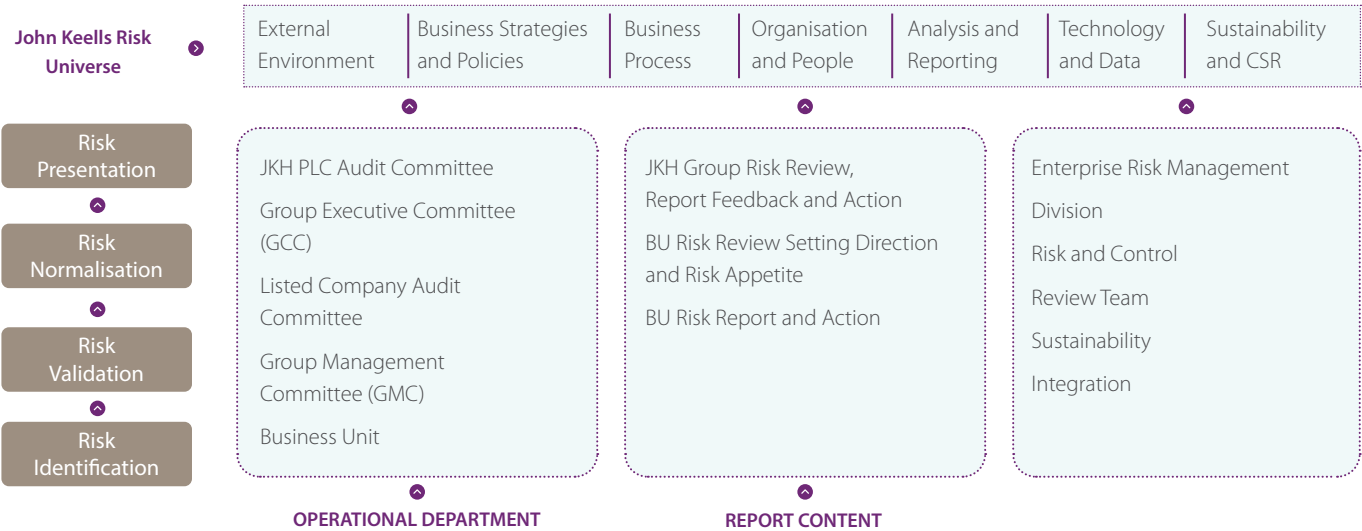 John Keells Risk
Universe
External
Environment
Business Strategies
and Policies
Business
Process
Organisation
and People
Analysis and
Reporting
Technology
and Data
Sustainability
and CSR
Risk
Presentation
Risk
Normalisation
Risk
Validation
Risk
Identification
JKH PLC Audit Committee
Group Executive Committee
(GCC)
Listed Company Audit
Committee
Group Management
Committee (GMC)
Business Unit
OPERATIONAL DEPARTMENT
JKH Group Risk Review,
Report Feedback and Action
BU Risk Review Setting Direction
and Risk Appetite
BU Risk Report and Action
REPORT CONTENT
Enterprise Risk Management
Division
Risk and Control
Review Team
Sustainability
Integration